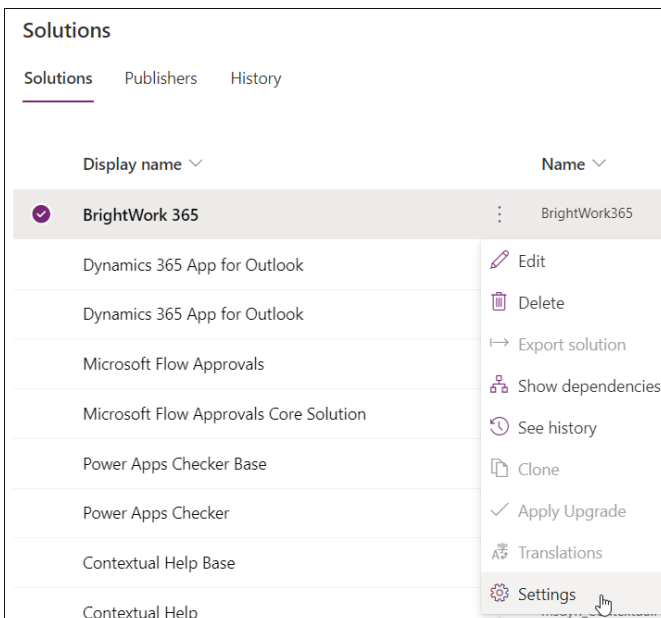 Solutions
Solutions Publishers History
Display name Name
BrightWork 365 BrightWork365
Edit
Dynamics 365 App for Outlook
Delete
Dynamics 365 App for Outlook
Export solution
Microsoft Flow Approvals
Show dependencies
Microsoft Flow Approvals Core Solution
See history
Power Apps Checker Base
Clone
Power Apps Checker
Apply Upgrade
Translations
Contextual Help Base
Settings
Contextual Help